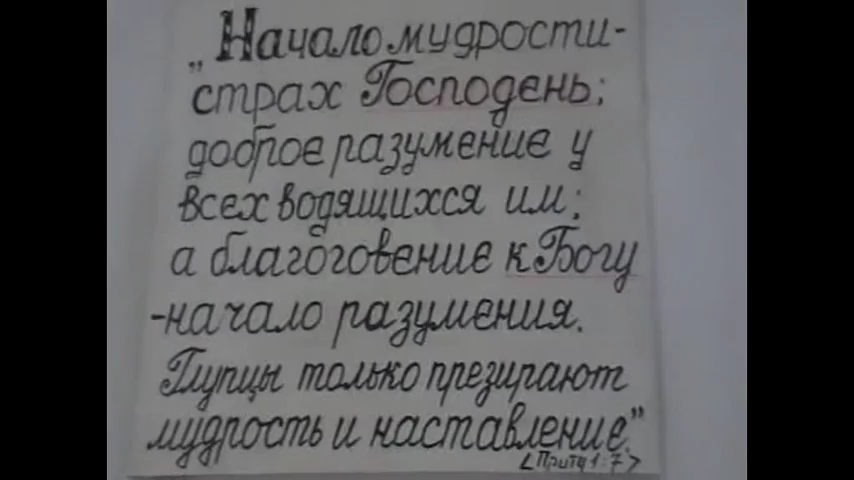 „Начало мудрости-
страх Господень;
доброе разумение у
всех водящихся им;
а благоговение к Богу
-начало разумения.
Глупцы только презирают
мудрость и наставление."
<Притч 1:7>